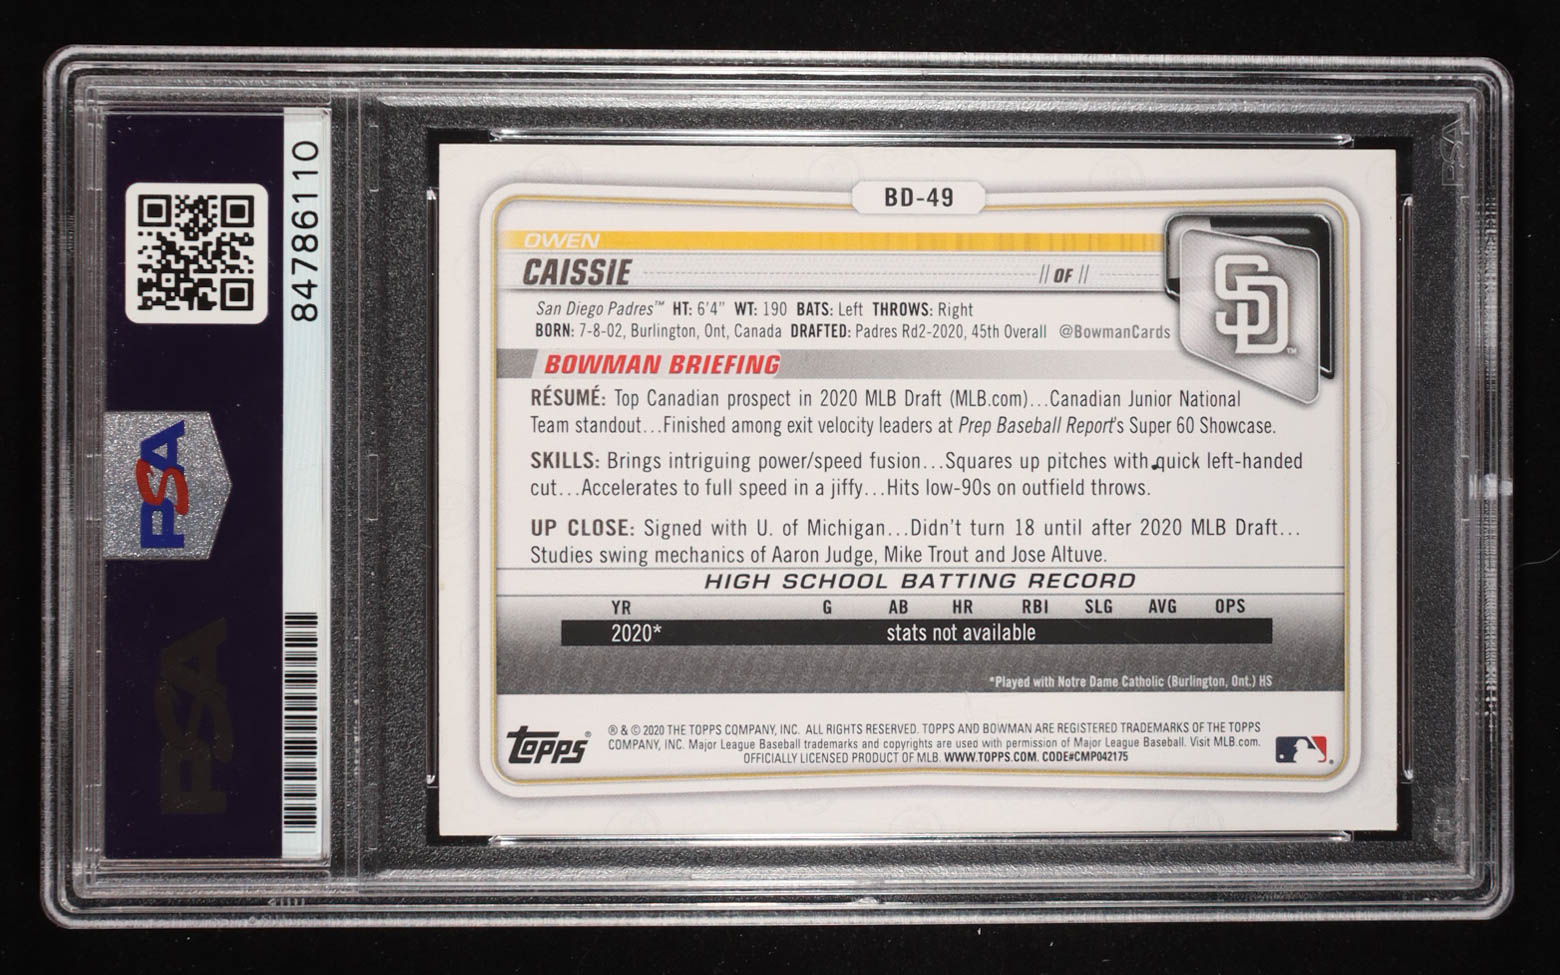 84786110
PSA
PSA
BD-49
OWEN
CAISSIE // OF //
San Diego Padres™ HT: 6'4" WT: 190 BATS: Left THROWS: Right
BORN: 7-8-02, Burlington, Ont, Canada DRAFTED: Padres Rd2-2020, 45th Overall @BowmanCards
SD™
BOWMAN BRIEFING
RÉSUMÉ: Top Canadian prospect in 2020 MLB Draft (MLB.com)...Canadian Junior National
Team standout...Finished among exit velocity leaders at Prep Baseball Report's Super 60 Showcase.
SKILLS: Brings intriguing power/speed fusion...Squares up pitches with quick left-handed
cut...Accelerates to full speed in a jiffy...Hits low-90s on outfield throws.
UP CLOSE: Signed with U. of Michigan...Didn't turn 18 until after 2020 MLB Draft...
Studies swing mechanics of Aaron Judge, Mike Trout and Jose Altuve.
HIGH SCHOOL BATTING RECORD
YR G AB HR RBI SLG AVG OPS
2020* stats not available
*Played with Notre Dame Catholic (Burlington, Ont.) HS
Topps®
® & © 2020 THE TOPPS COMPANY, INC. ALL RIGHTS RESERVED. TOPPS AND BOWMAN ARE REGISTERED TRADEMARKS OF THE TOPPS
COMPANY, INC. Major League Baseball trademarks and copyrights are used with permission of Major League Baseball. Visit MLB.com.
OFFICIALLY LICENSED PRODUCT OF MLB. WWW.TOPPS.COM. CODE#CMP042175